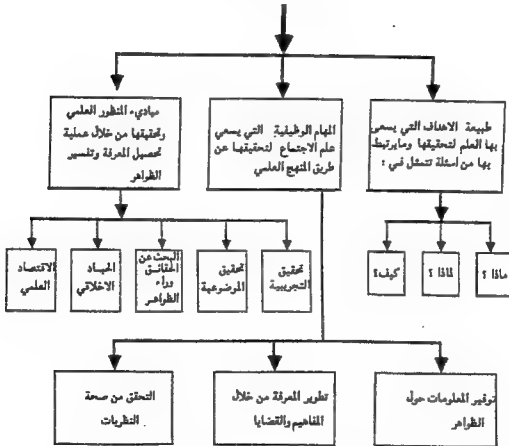 طبيعة الاهداف التي يسعى
بها العلم لتحقيقها ومايرتبط
بها من اسئلة تتمثل في :
المهام الوظيفية التي يسعي
علم الاجتماع لتحقيقها عن
طريق المنهج العلمي
مباديء المنظور العلمي
وتحقيقها من خلال عملية
تحصيل المعرفة وتفسير
الظواهر
ماذا ؟
لماذا ؟
كيف؟
تحقيق
التجريبية
تحقيق
الموضوعية
البحث عن
الحقائق
وراء
الظواهر
الحياد
الاخلاقي
الاقتصاد
العلمي
توفير المعلومات حول
الظواهر
تطوير المعرفة من خلال
المفاهيم والقضايا
التحقق من صحة
النظريات